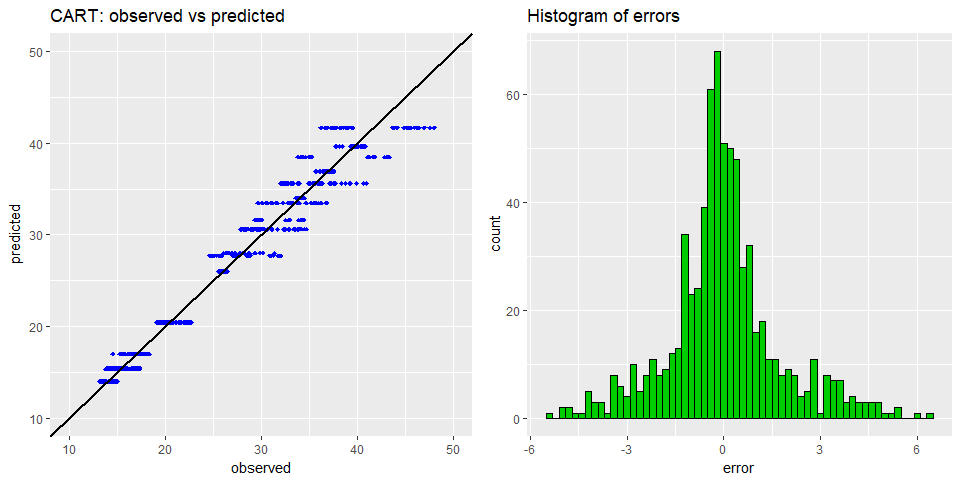 CART: observed vs predicted
50
40
30
20
10
predicted
10 20 30 40 50
observed
Histogram of errors
60
40
20
0
count
-6 -3 0 3 6
error